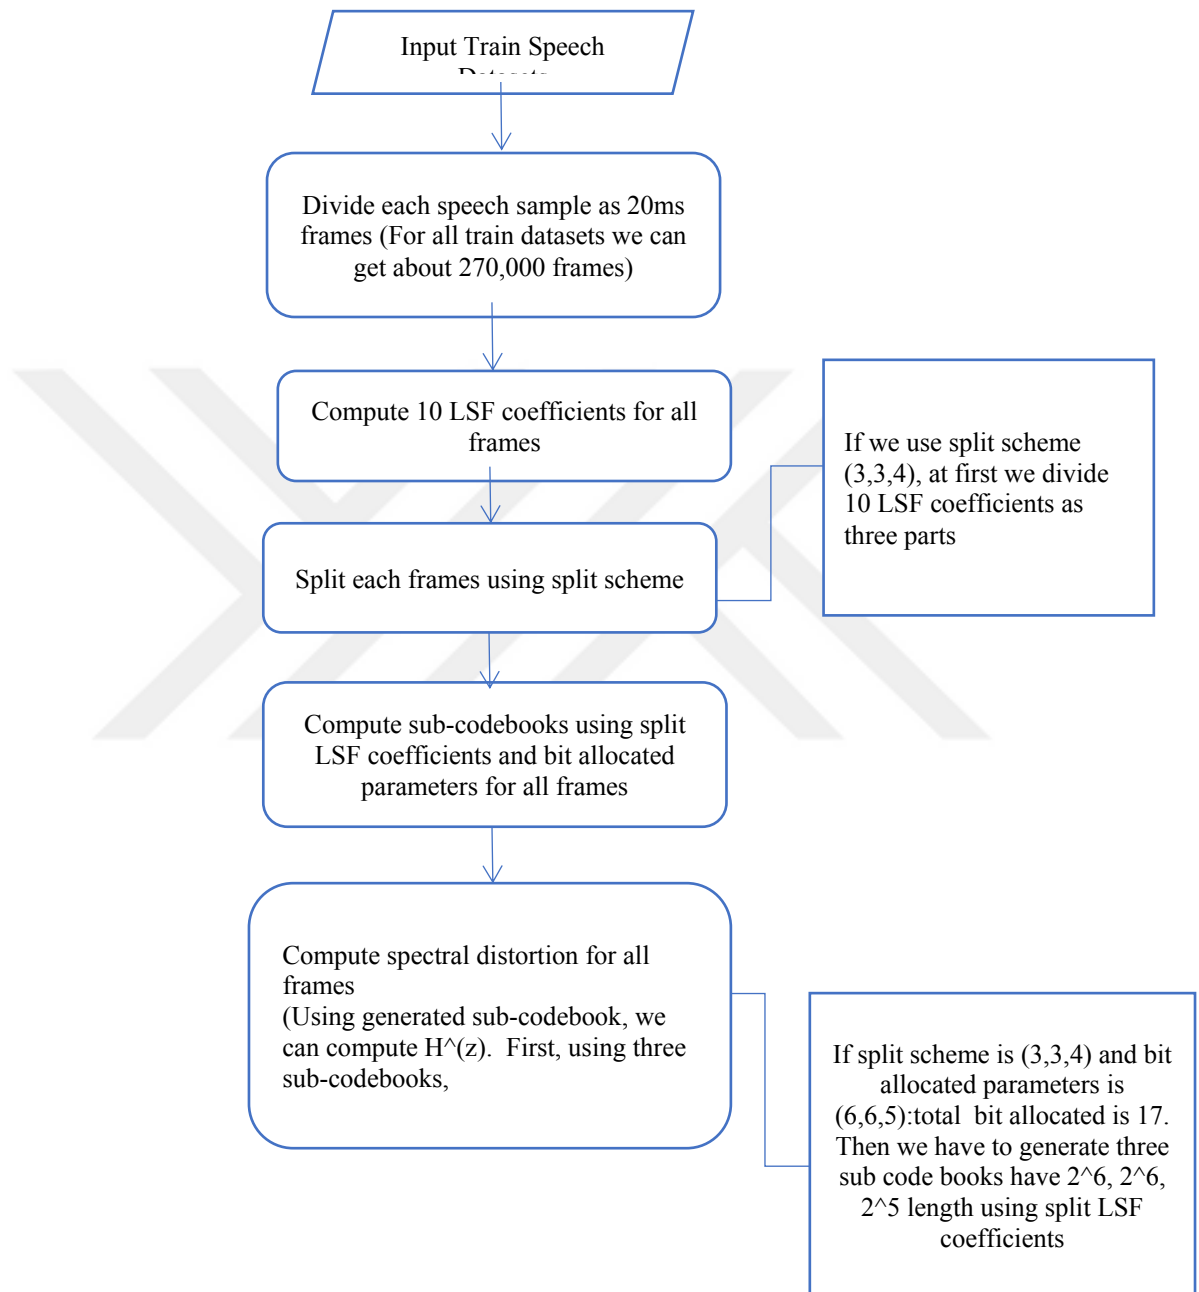 Input Train Speech
Divide each speech sample as 20ms
frames (For all train datasets we can
get about 270,000 frames)
Compute 10 LSF coefficients for all
frames
If we use split scheme
(3,3,4), at first we divide
10 LSF coefficients as
three parts
Split each frames using split scheme
Compute sub-codebooks using split
LSF coefficients and bit allocated
parameters for all frames
Compute spectral distortion for all
frames
(Using generated sub-codebook, we
can compute H^(z).  First, using three
sub-codebooks,
If split scheme is (3,3,4) and bit
allocated parameters is
(6,6,5):total  bit allocated is 17.
Then we have to generate three
sub code books have 2^6, 2^6,
2^5 length using split LSF
coefficients